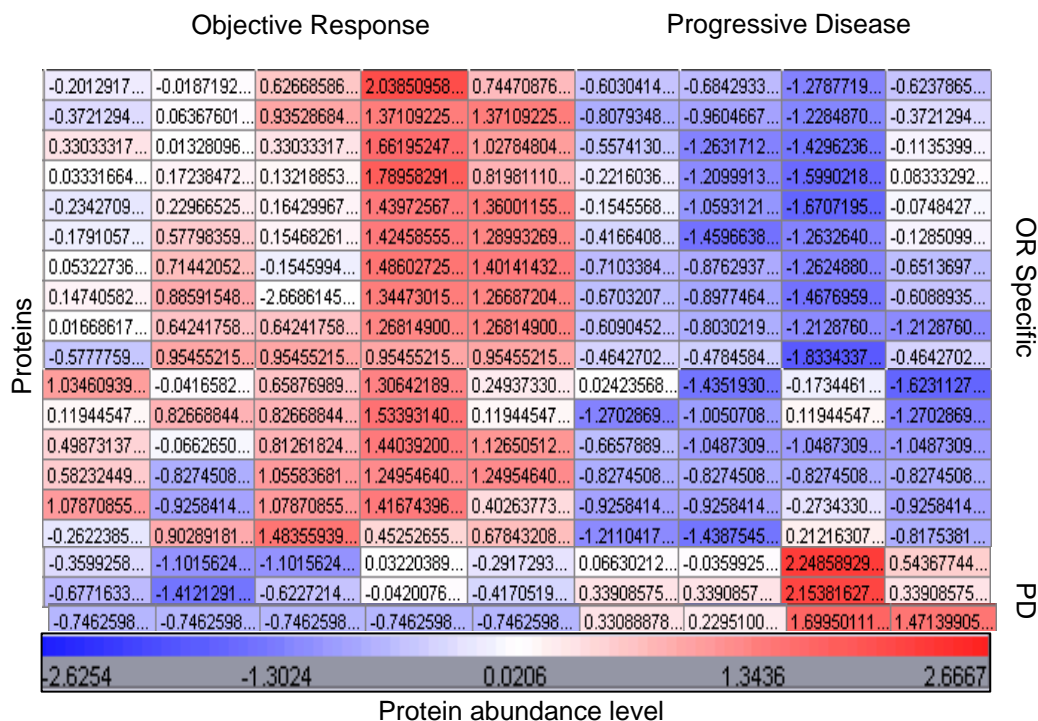 Objective Response Progressive Disease
-0.2012917... -0.0187192... 0.62668586... 2.03850958... 0.74470876... -0.6030414... -0.6842933... -1.2787719... -0.6237865...
-0.3721294... 0.06367601... 0.93528684... 1.37109225... 1.37109225... -0.8079348... -0.9604667... -1.2284870... -0.3721294...
0.33033317... 0.01328096... 0.33033317... 1.66195247... 1.02784804... -0.5574130... -1.2631712... -1.4296236... -0.1135399...
0.03331664... 0.17238472... 0.13218853... 1.78958291... 0.81981110... -0.2216036... -1.2099913... -1.5990218... 0.08333292...
-0.2342709... 0.22966525... 0.16429967... 1.43972567... 1.36001155... -0.1545568... -1.0593121... -1.6707195... -0.0748427...
-0.1791057... 0.57798359... 0.15468261... 1.42458555... 1.28993269... -0.4166408... -1.4596638... -1.2632640... -0.1285099...
0.05322736... 0.71442052... -0.1545994... 1.48602725... 1.40141432... -0.7103384... -0.8762937... -1.2624880... -0.6513697...
0.14740582... 0.88591548... -2.6686145... 1.34473015... 1.26687204... -0.6703207... -0.8977464... -1.4676959... -0.6088935...
0.01668617... 0.64241758... 0.64241758... 1.26814900... 1.26814900... -0.6090452... -0.8030219... -1.2128760... -1.2128760...
-0.5777759... 0.95455215... 0.95455215... 0.95455215... 0.95455215... -0.4642702... -0.4784584... -1.8334337... -0.4642702...
1.03460939... -0.0416582... 0.65876989... 1.30642189... 0.24937330... 0.02423568... -1.4351930... -0.1734461... -1.6231127...
0.11944547... 0.82668844... 0.82668844... 1.53393140... 0.11944547... -1.2702869... -1.0050708... 0.11944547... -1.2702869...
0.49873137... -0.0662650... 0.81261824... 1.44039200... 1.12650512... -0.6657889... -1.0487309... -1.0487309... -1.0487309...
0.58232449... -0.8274508... 1.05583681... 1.24954640... 1.24954640... -0.8274508... -0.8274508... -0.8274508... -0.8274508...
1.07870855... -0.9258414... 1.07870855... 1.41674396... 0.40263773... -0.9258414... -0.9258414... -0.2734330... -0.9258414...
-0.2622385... 0.90289181... 1.48355939... 0.45252655... 0.67843208... -1.2110417... -1.4387545... 0.21216307... -0.8175381...
-0.3599258... -1.1015624... -1.1015624... 0.03220389... -0.2917293... 0.06630212... -0.0359925... 2.24858929... 0.54367744...
-0.6771633... -1.4121291... -0.6227214... -0.0420076... -0.4170519... 0.33908575... 0.3390857... 2.15381627... 0.33908575...
-0.7462598... -0.7462598... -0.7462598... -0.7462598... -0.7462598... 0.33088878... 0.2295100... 1.69950111... 1.47139905...
Proteins
OR Specific
PD
-2.6254 -1.3024 0.0206 1.3436 2.6667
Protein abundance level